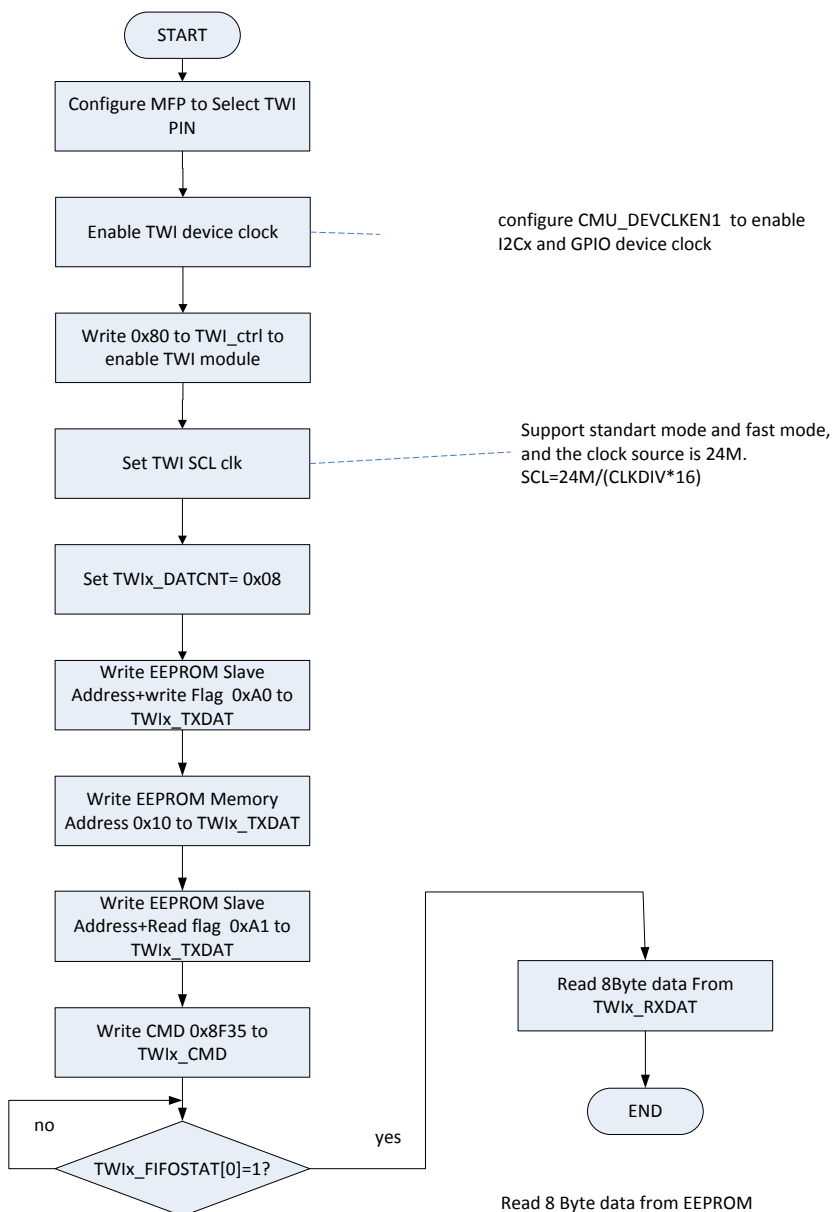 START
Configure MFP to Select TWI
PIN
Enable TWI device clock
configure CMU_DEVCLKEN1 to enable
I2Cx and GPIO device clock
Write 0x80 to TWI_ctrl to
enable TWI module
Set TWI SCL clk
Support standart mode and fast mode,
and the clock source is 24M.
SCL=24M/(CLKDIV*16)
Set TWIx_DATCNT= 0x08
Write EEPROM Slave
Address+write Flag 0xA0 to
TWIx_TXDAT
Write EEPROM Memory
Address 0x10 to TWIx_TXDAT
Write EEPROM Slave
Address+Read flag 0xA1 to
TWIx_TXDAT
Write CMD 0x8F35 to
TWIx_CMD
no
TWIx_FIFOSTAT[0]=1?
yes
Read 8Byte data From
TWIx_RXDAT
END
Read 8 Byte data from EEPROM